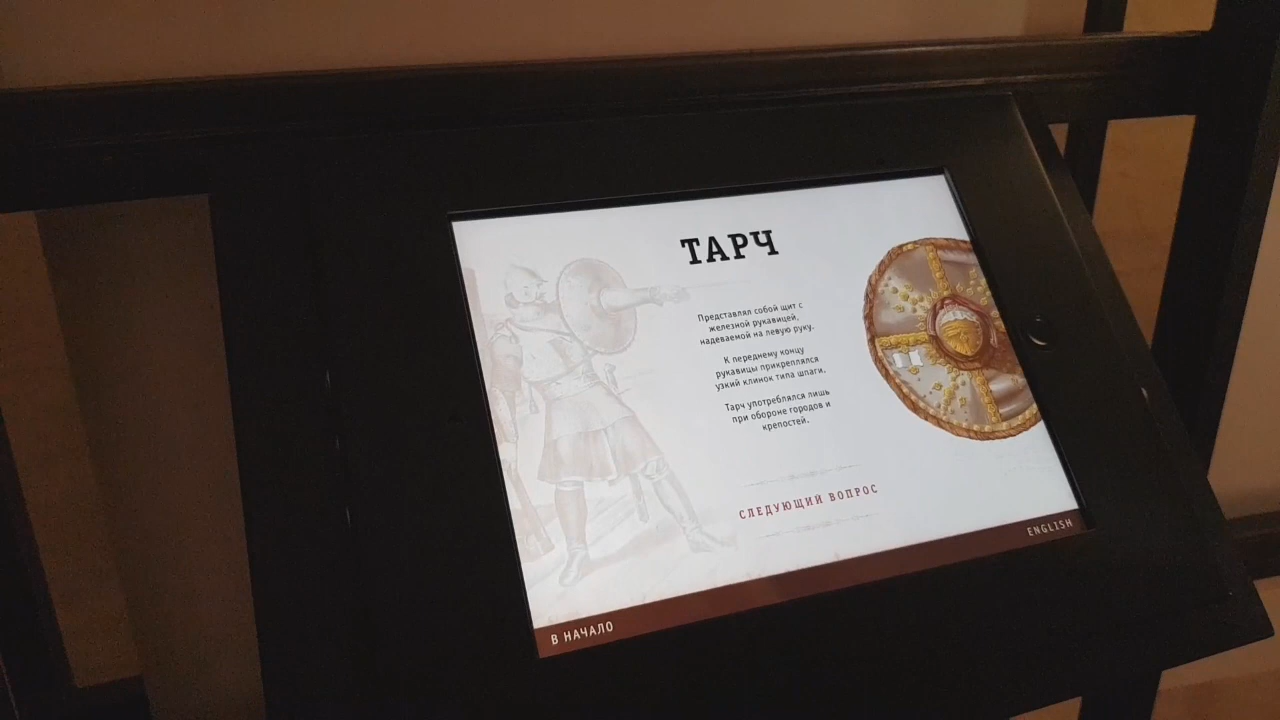 ТАРЧ
Представлял собой щит с
железной рукавицей,
надеваемой на левую руку.
К переднему концу
рукавицы прикреплялся
узкий клинок типа шпаги.
Тарч употреблялся лишь
при обороне городов и
крепостей.
СЛЕДУЮЩИЙ ВОПРОС
В НАЧАЛО
ENGLISH